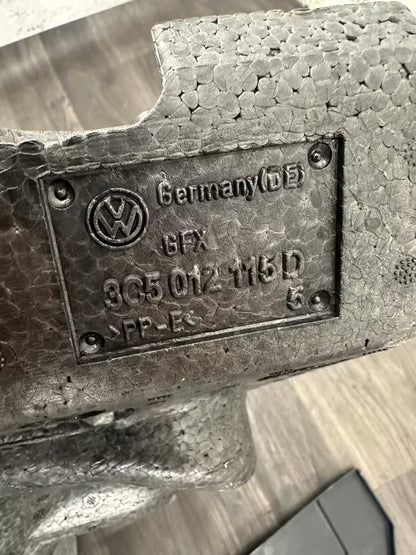 Germany(DE)
GFX
3C5 012 115 D
>PP-E< 5